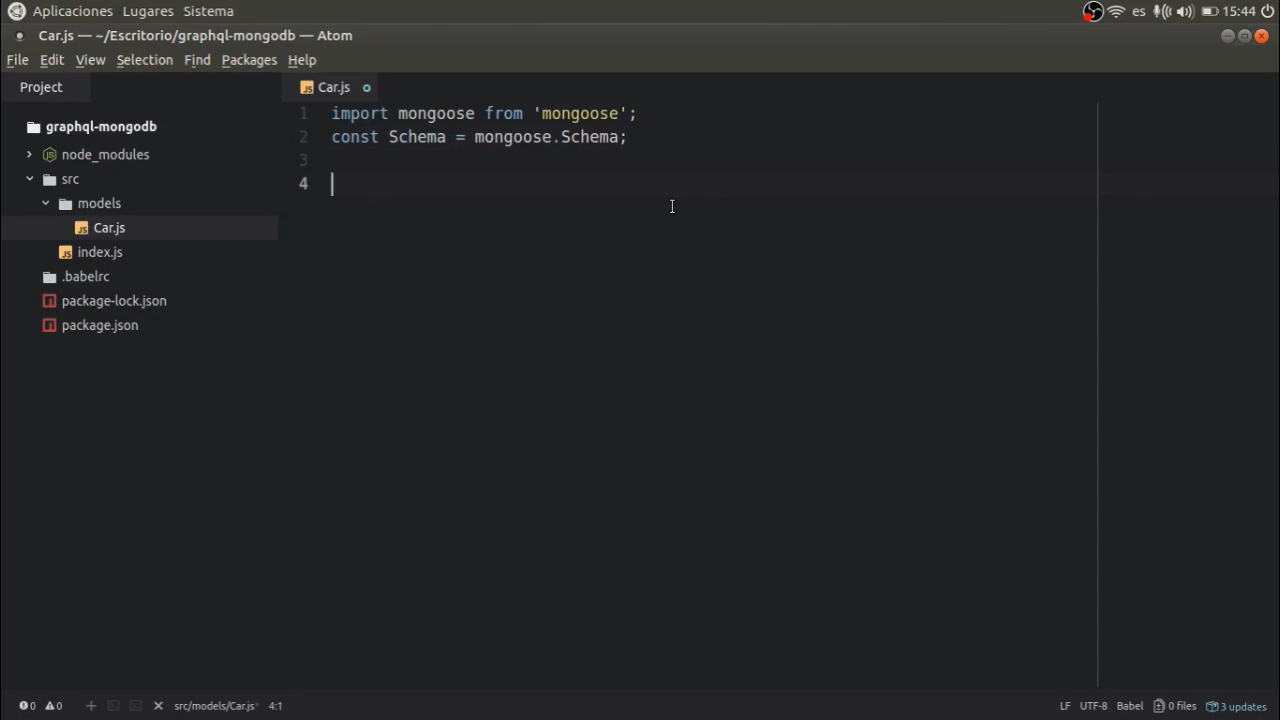 Aplicaciones Lugares Sistema es 15:44
Car.js — ~/Escritorio/graphql-mongodb — Atom
File Edit View Selection Find Packages Help
Project
Car.js
graphql-mongodb
node_modules
src
models
Car.js
index.js
.babelrc
package-lock.json
package.json
1 import mongoose from 'mongoose';
2 const Schema = mongoose.Schema;
3
4
0 0 src/models/Car.js* 4:1 LF UTF-8 Babel 0 files 3 updates